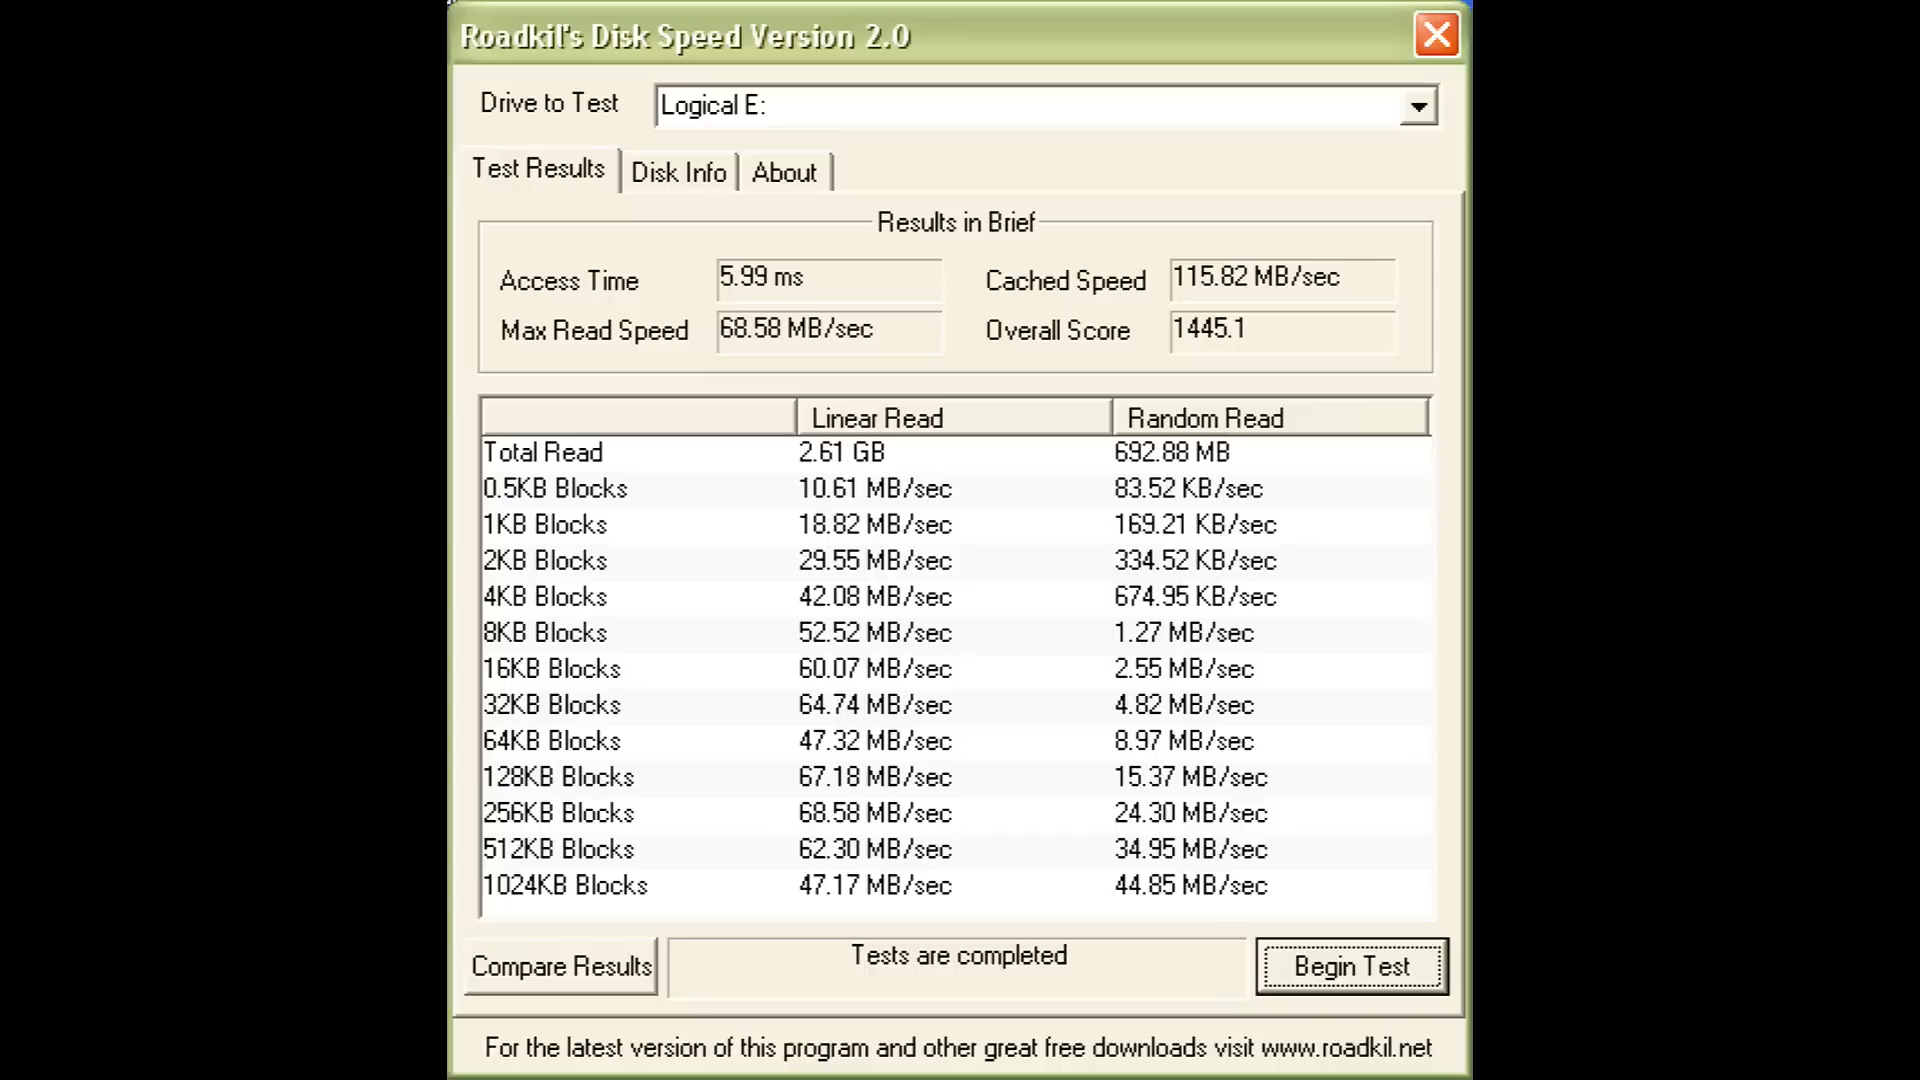 Roadkil's Disk Speed Version 2.0
Drive to Test Logical E:
Test Results Disk Info About
Results in Brief
Access Time 5.99 ms Cached Speed 115.82 MB/sec
Max Read Speed 68.58 MB/sec Overall Score 1445.1
Linear Read Random Read
Total Read 2.61 GB 692.88 MB
0.5KB Blocks 10.61 MB/sec 83.52 KB/sec
1KB Blocks 18.82 MB/sec 169.21 KB/sec
2KB Blocks 29.55 MB/sec 334.52 KB/sec
4KB Blocks 42.08 MB/sec 674.95 KB/sec
8KB Blocks 52.52 MB/sec 1.27 MB/sec
16KB Blocks 60.07 MB/sec 2.55 MB/sec
32KB Blocks 64.74 MB/sec 4.82 MB/sec
64KB Blocks 47.32 MB/sec 8.97 MB/sec
128KB Blocks 67.18 MB/sec 15.37 MB/sec
256KB Blocks 68.58 MB/sec 24.30 MB/sec
512KB Blocks 62.30 MB/sec 34.95 MB/sec
1024KB Blocks 47.17 MB/sec 44.85 MB/sec
Compare Results Tests are completed Begin Test
For the latest version of this program and other great free downloads visit www.roadkil.net